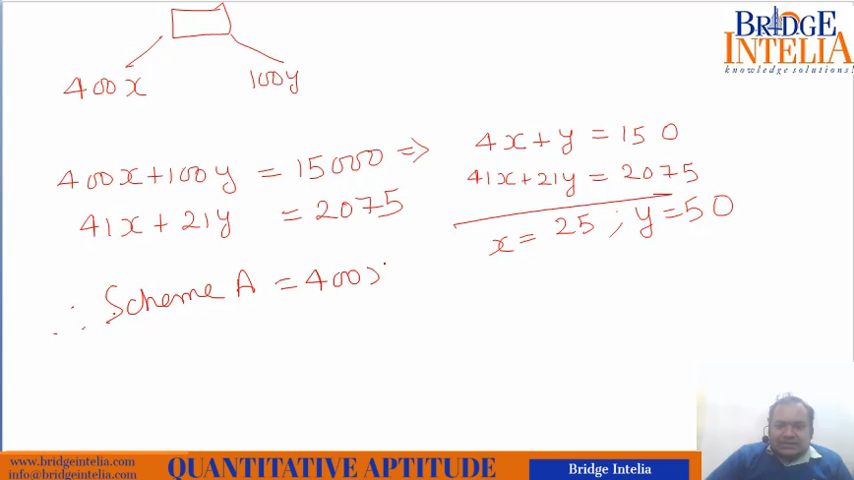 BRIDGE
INTELIA
knowledge solutions!
400x
100y
400x+100y = 15000 ⇒
41x + 21y = 2075
4x + y = 150
41x+21y = 2075
x = 25 ; y = 50
∴ Scheme A = 400
www.bridgeintelia.com
info@bridgeintelia.com
QUANTITATIVE APTITUDE
Bridge Intelia